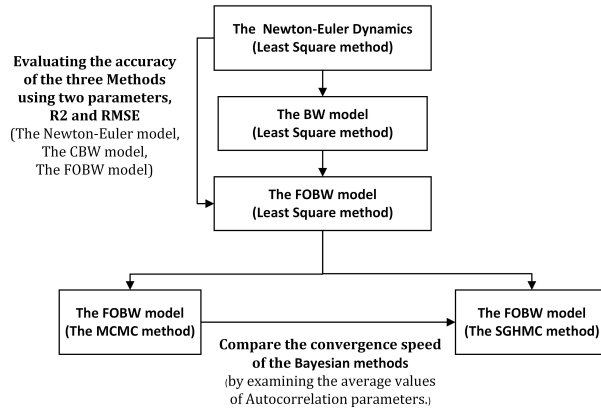 The Newton-Euler Dynamics
(Least Square method)
Evaluating the accuracy
of the three Methods
using two parameters,
R2 and RMSE
(The Newton-Euler model,
The CBW model,
The FOBW model)
The BW model
(Least Square method)
The FOBW model
(Least Square method)
The FOBW model
(The MCMC method)
The FOBW model
(The SGHMC method)
Compare the convergence speed
of the Bayesian methods
(by examining the average values
of Autocorrelation parameters.)